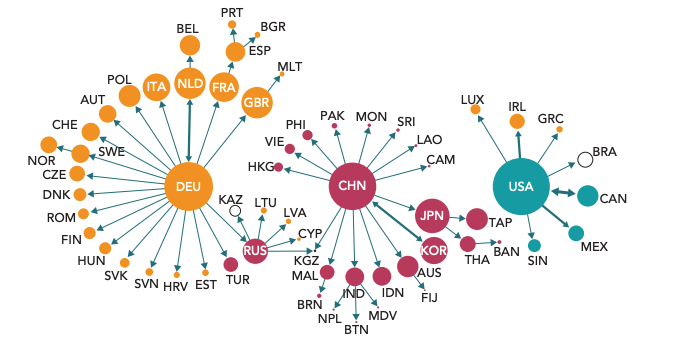 PRT
BGR
BEL
ESP
MLT
POL
ITA
NLD
FRA
GBR
AUT
CHE
NOR
SWE
CZE
DEU
DNK
ROM
FIN
HUN
SVK
SVN
HRV
EST
TUR
KAZ
LTU
LVA
CYP
RUS
KGZ
PHI
PAK
MON
SRI
VIE
LAO
HKG
CAM
CHN
JPN
TAP
KOR
THA
BAN
MAL
IND
IDN
AUS
BRN
FIJ
NPL
MDV
BTN
LUX
IRL
GRC
BRA
USA
CAN
MEX
SIN